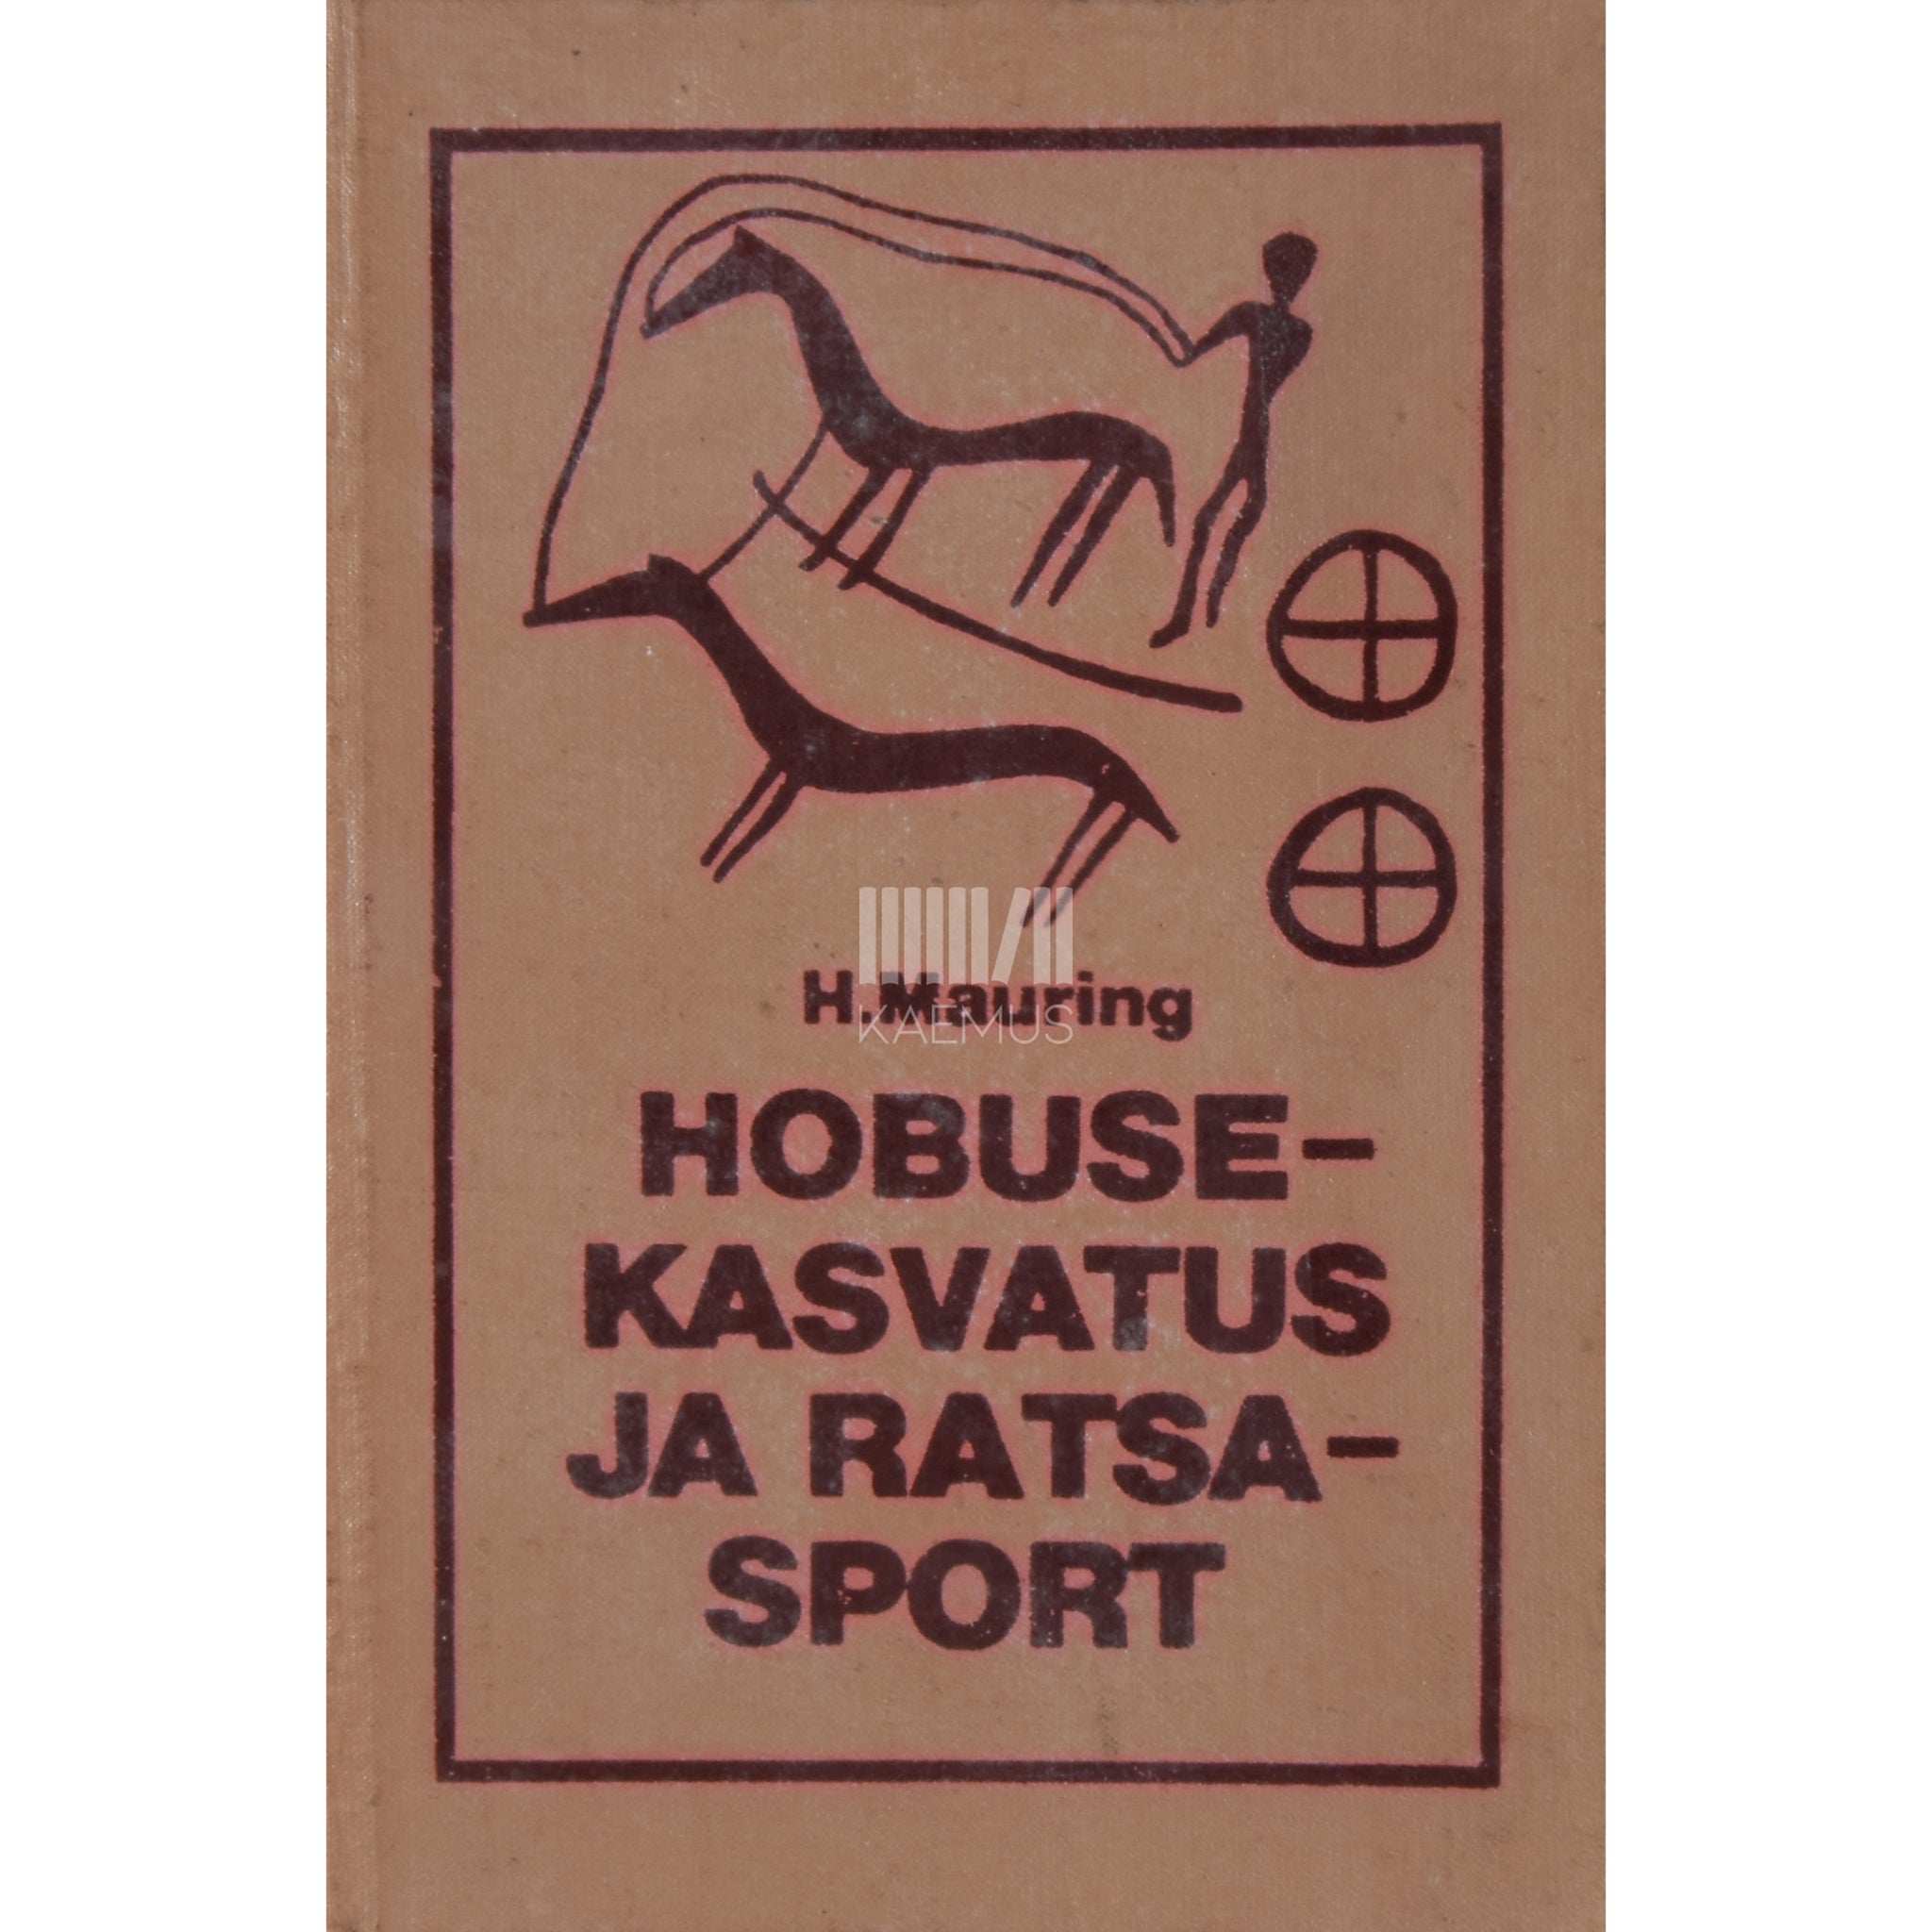 H.Mauring
KAEMUS
HOBUSE-
KASVATUS
JA RATSA-
SPORT